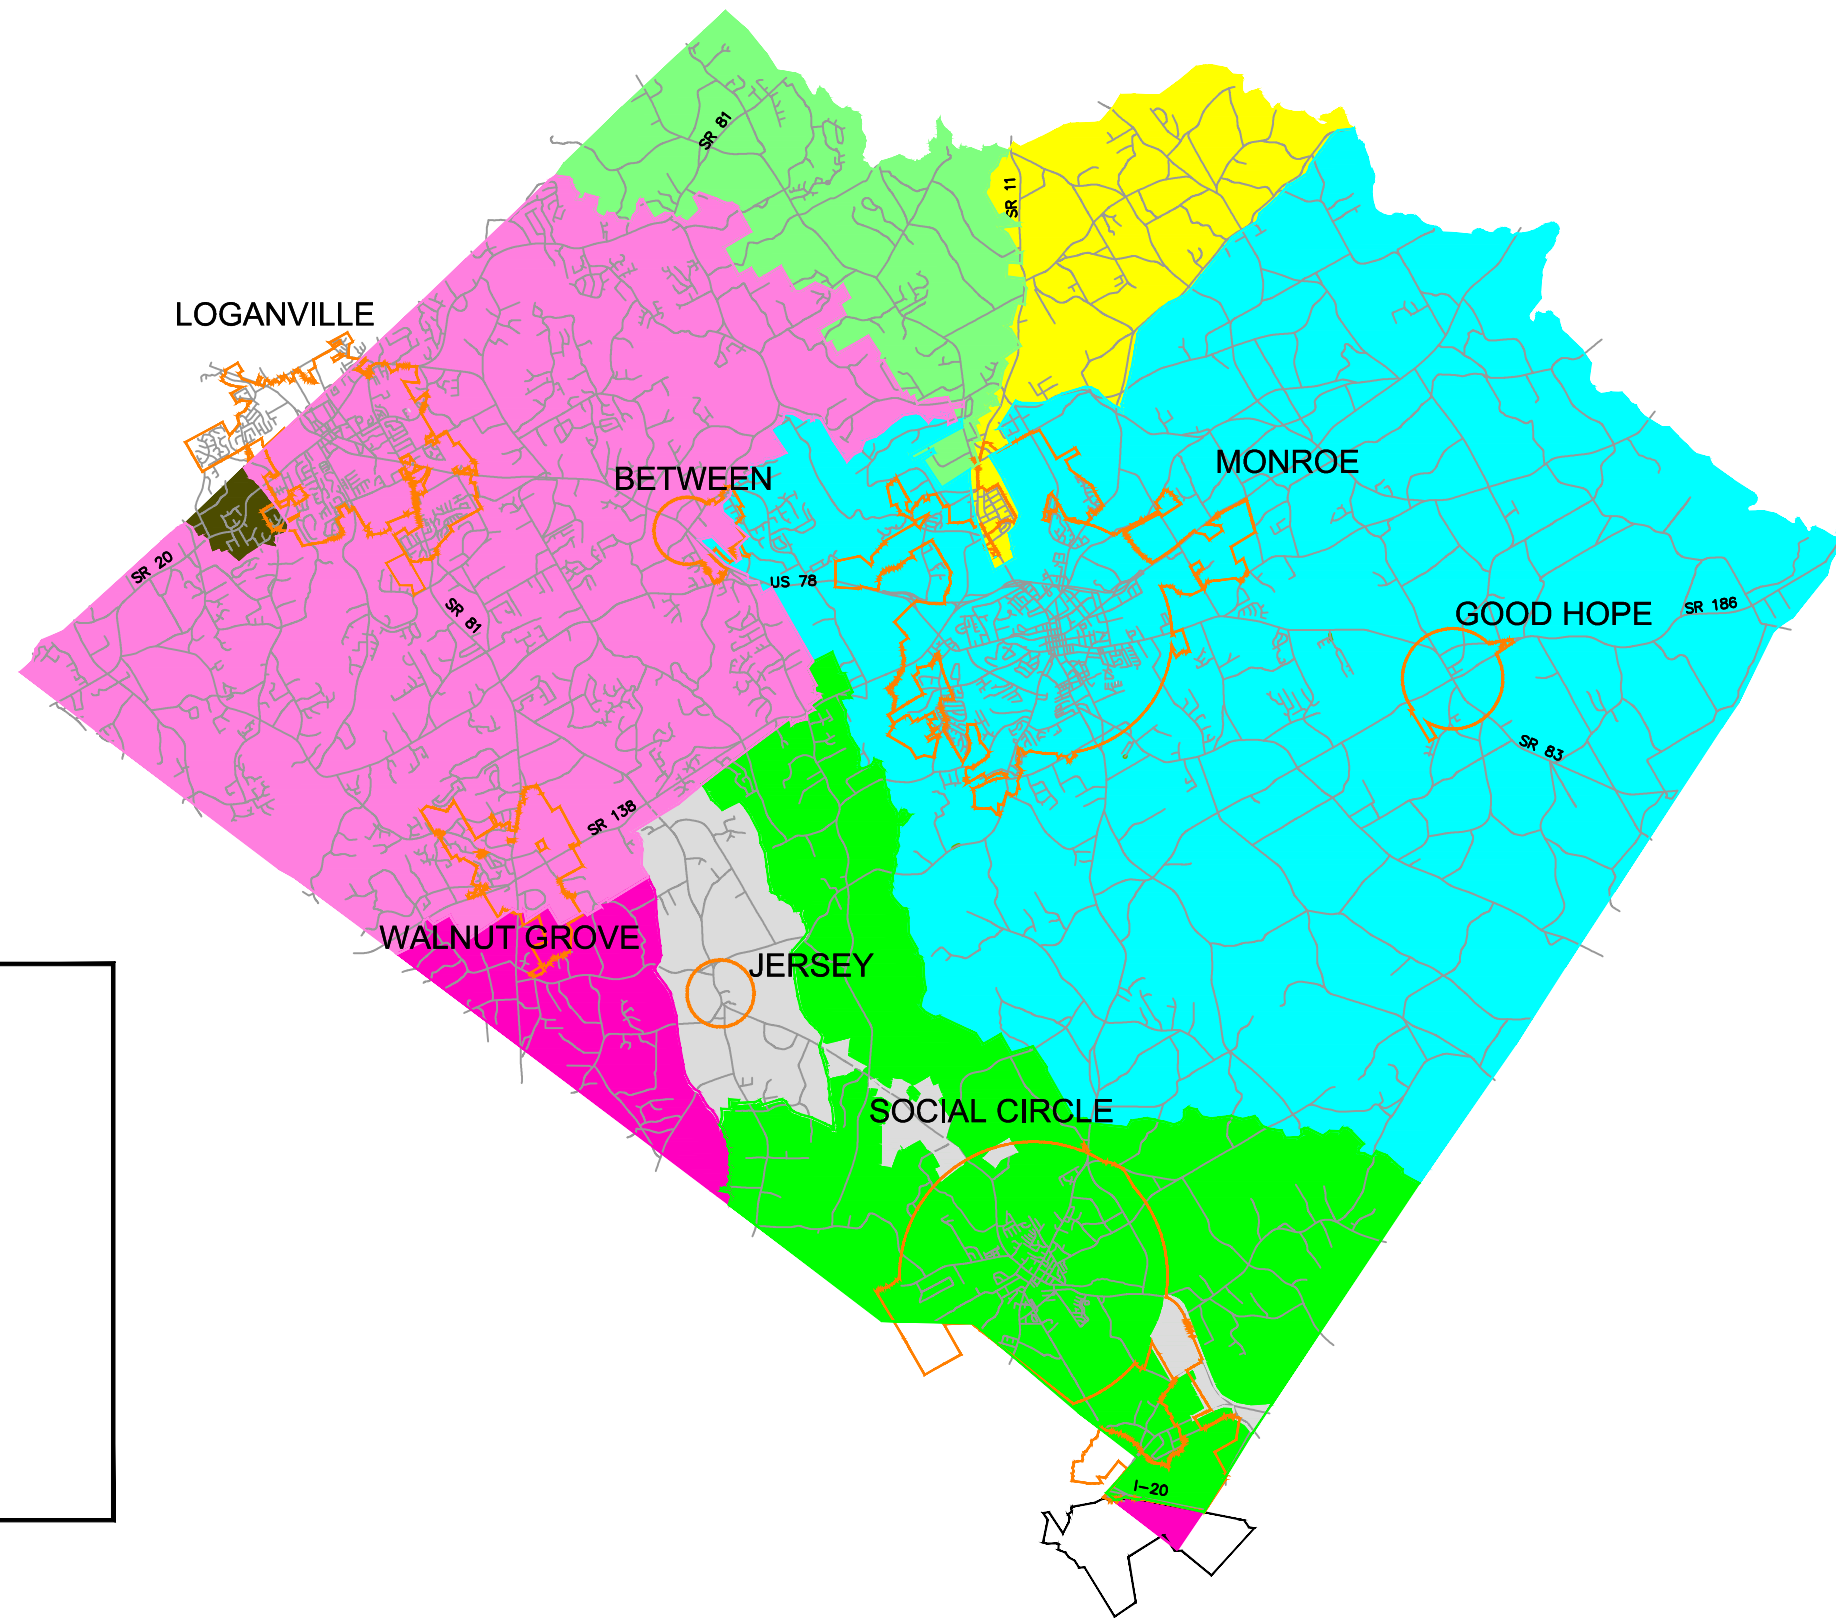 SR 81
SR 11
LOGANVILLE
BETWEEN
MONROE
SR 20
US 78
SR 81
GOOD HOPE
SR 186
SR 83
SR 138
WALNUT GROVE
JERSEY
SOCIAL CIRCLE
I-20